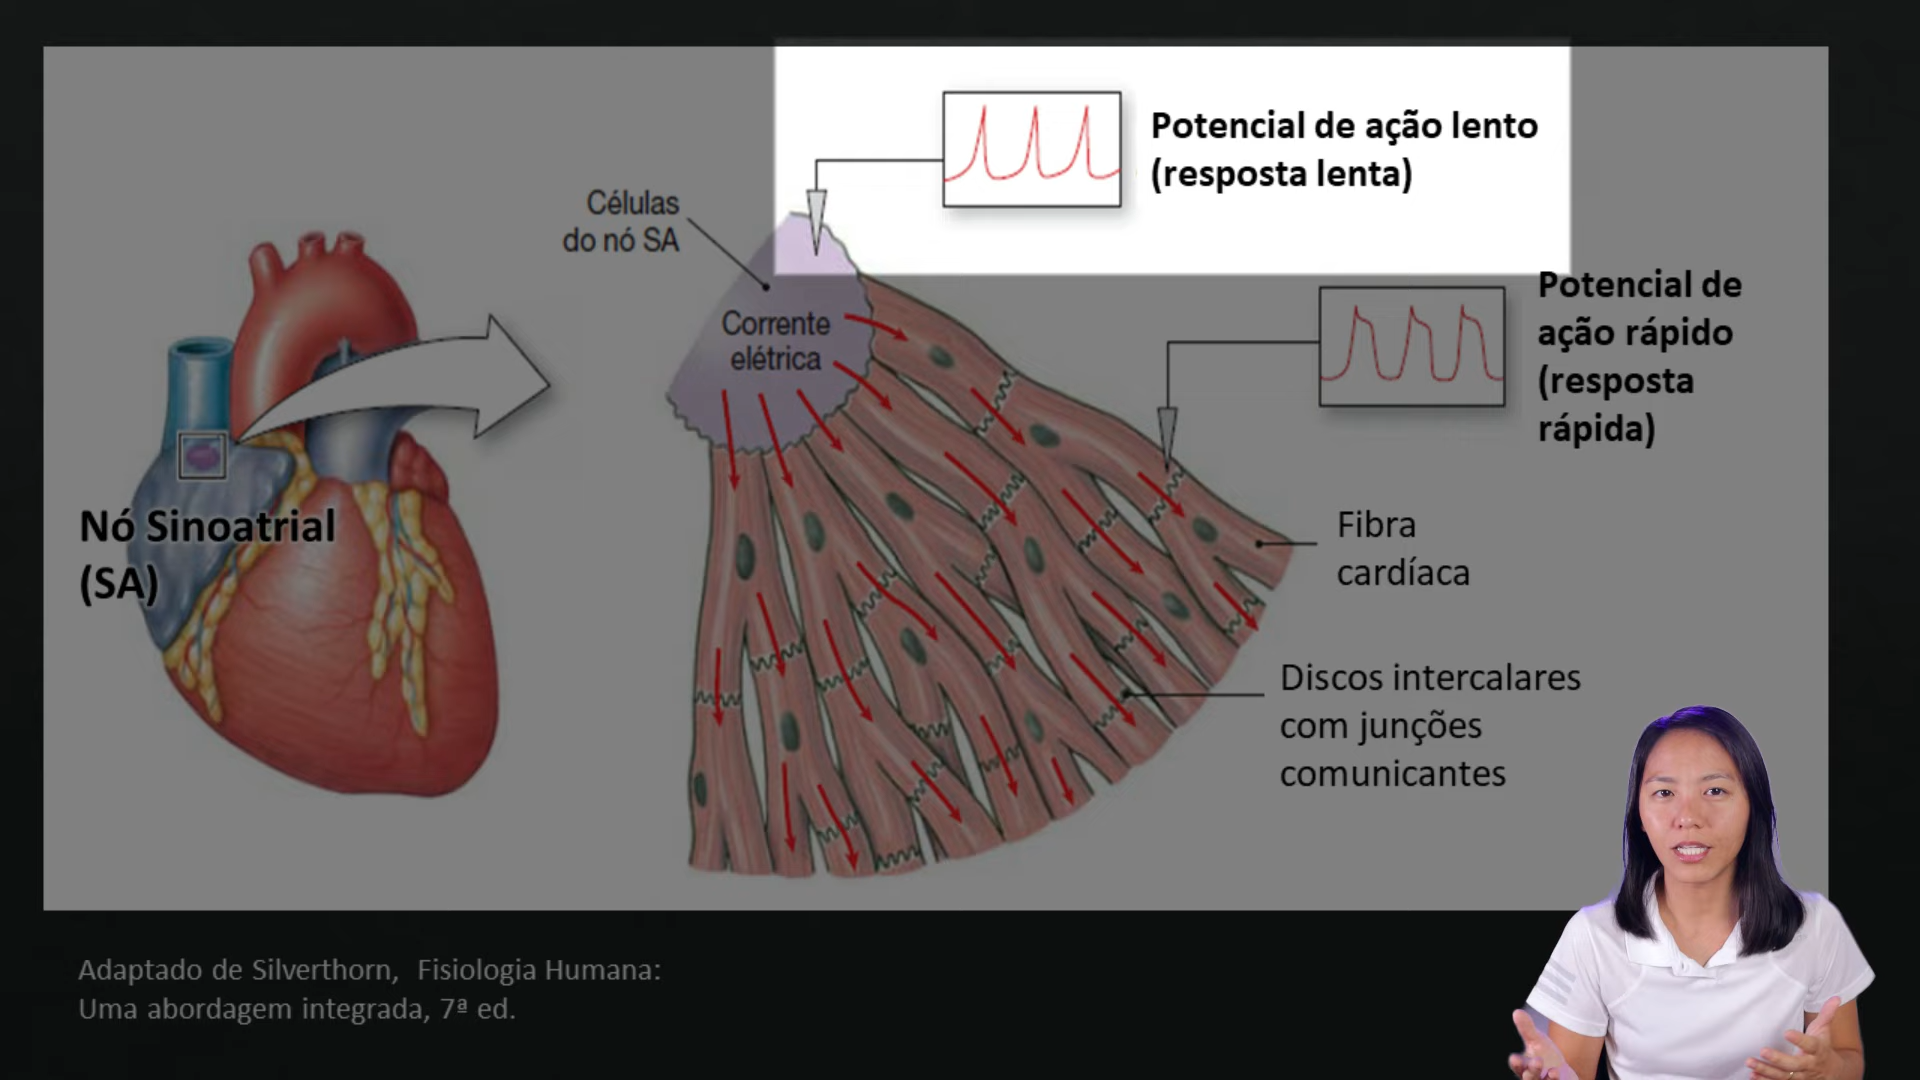 Potencial de ação lento
(resposta lenta)
Células
do nó SA
Corrente
elétrica
Potencial de
ação rápido
(resposta
rápida)
Nó Sinoatrial
(SA)
Fibra
cardíaca
Discos intercalares
com junções
comunicantes
Adaptado de Silverthorn, Fisiologia Humana:
Uma abordagem integrada, 7ª ed.